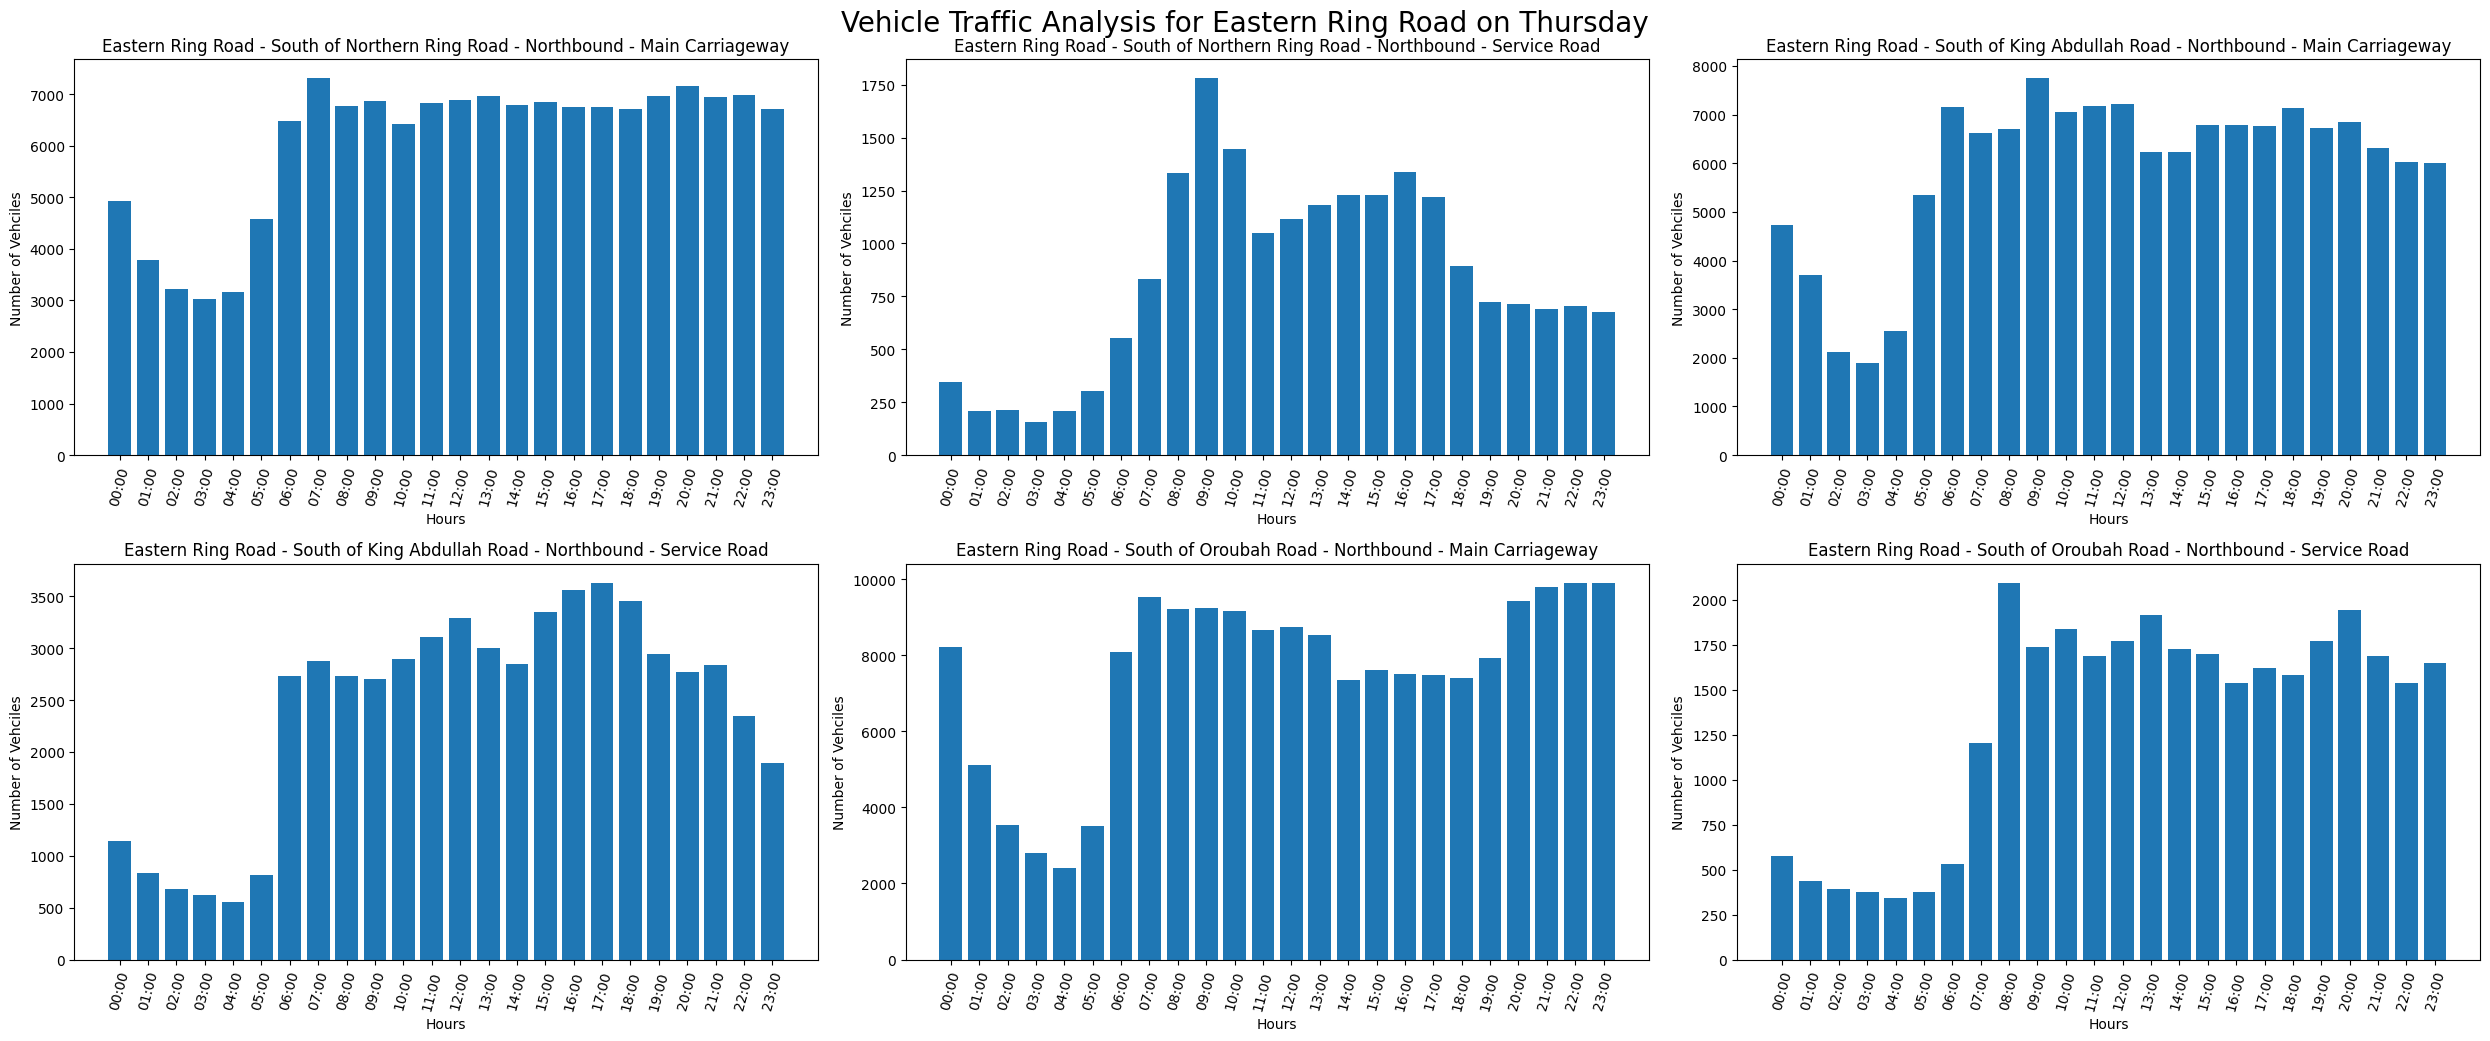 Vehicle Traffic Analysis for Eastern Ring Road on Thursday
Eastern Ring Road - South of Northern Ring Road - Northbound - Main Carriageway
Number of Vehciles
7000
6000
5000
4000
3000
2000
1000
0
00:00 01:00 02:00 03:00 04:00 05:00 06:00 07:00 08:00 09:00 10:00 11:00 12:00 13:00 14:00 15:00 16:00 17:00 18:00 19:00 20:00 21:00 22:00 23:00
Hours
Eastern Ring Road - South of Northern Ring Road - Northbound - Service Road
Number of Vehciles
1750
1500
1250
1000
750
500
250
0
00:00 01:00 02:00 03:00 04:00 05:00 06:00 07:00 08:00 09:00 10:00 11:00 12:00 13:00 14:00 15:00 16:00 17:00 18:00 19:00 20:00 21:00 22:00 23:00
Hours
Eastern Ring Road - South of King Abdullah Road - Northbound - Main Carriageway
Number of Vehciles
8000
7000
6000
5000
4000
3000
2000
1000
0
00:00 01:00 02:00 03:00 04:00 05:00 06:00 07:00 08:00 09:00 10:00 11:00 12:00 13:00 14:00 15:00 16:00 17:00 18:00 19:00 20:00 21:00 22:00 23:00
Hours
Eastern Ring Road - South of King Abdullah Road - Northbound - Service Road
Number of Vehciles
3500
3000
2500
2000
1500
1000
500
0
00:00 01:00 02:00 03:00 04:00 05:00 06:00 07:00 08:00 09:00 10:00 11:00 12:00 13:00 14:00 15:00 16:00 17:00 18:00 19:00 20:00 21:00 22:00 23:00
Hours
Eastern Ring Road - South of Oroubah Road - Northbound - Main Carriageway
Number of Vehciles
10000
8000
6000
4000
2000
0
00:00 01:00 02:00 03:00 04:00 05:00 06:00 07:00 08:00 09:00 10:00 11:00 12:00 13:00 14:00 15:00 16:00 17:00 18:00 19:00 20:00 21:00 22:00 23:00
Hours
Eastern Ring Road - South of Oroubah Road - Northbound - Service Road
Number of Vehciles
2000
1750
1500
1250
1000
750
500
250
0
00:00 01:00 02:00 03:00 04:00 05:00 06:00 07:00 08:00 09:00 10:00 11:00 12:00 13:00 14:00 15:00 16:00 17:00 18:00 19:00 20:00 21:00 22:00 23:00
Hours